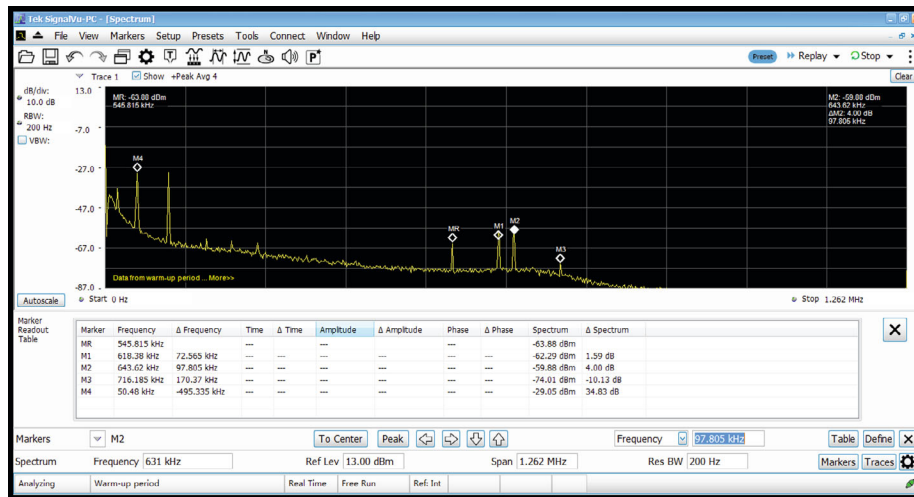 Tek SignalVu-PC - [Spectrum]
File View Markers Setup Presets Tools Connect Window Help
Preset Replay Stop
Trace 1 Show +Peak Avg 4 Clear
dB/div:
10.0 dB
RBW:
200 Hz
VBW:
13.0
-7.0
-27.0
-47.0
-67.0
-87.0
MR: -63.88 dBm
545.815 kHz
M2: -59.88 dBm
643.62 kHz
ΔM2: 4.00 dB
97.805 kHz
M4
MR M1 M2
M3
Data from warm-up period ... More>>
Autoscale Start 0 Hz Stop 1.262 MHz
Marker
Readout
Table
Marker Frequency Δ Frequency Time Δ Time Amplitude Δ Amplitude Phase Δ Phase Spectrum Δ Spectrum
MR 545.815 kHz --- --- --- -63.88 dBm
M1 618.38 kHz 72.565 kHz --- --- --- --- --- --- -62.29 dBm 1.59 dB
M2 643.62 kHz 97.805 kHz --- --- --- --- --- --- -59.88 dBm 4.00 dB
M3 716.185 kHz 170.37 kHz --- --- --- --- --- --- -74.01 dBm -10.13 dB
M4 50.48 kHz -495.335 kHz --- --- --- --- --- --- -29.05 dBm 34.83 dB
Markers M2 To Center Peak Frequency 97.805 kHz Table Define
Spectrum Frequency 631 kHz Ref Lev 13.00 dBm Span 1.262 MHz Res BW 200 Hz Markers Traces
Analyzing Warm-up period Real Time Free Run Ref: Int